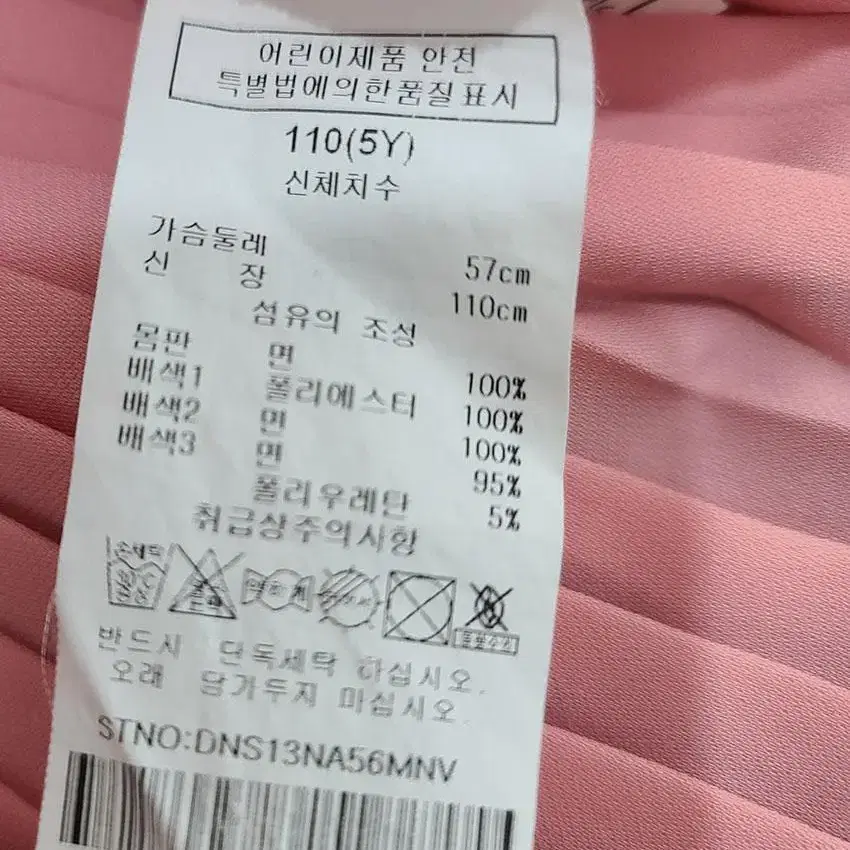 어린이제품 안전
특별법에의한품질표시
110(5Y)
신체치수
가슴둘레 57cm
신 장 110cm
섬유의 조성
몸판 면 100%
배색1 폴리에스터 100%
배색2 면 100%
배색3 면 95%
폴리우레탄 5%
취급상주의사항
손세탁
반드시 단독세탁 하십시오.
오래 담가두지 마십시오.
STNO:DNS13NA56MNV